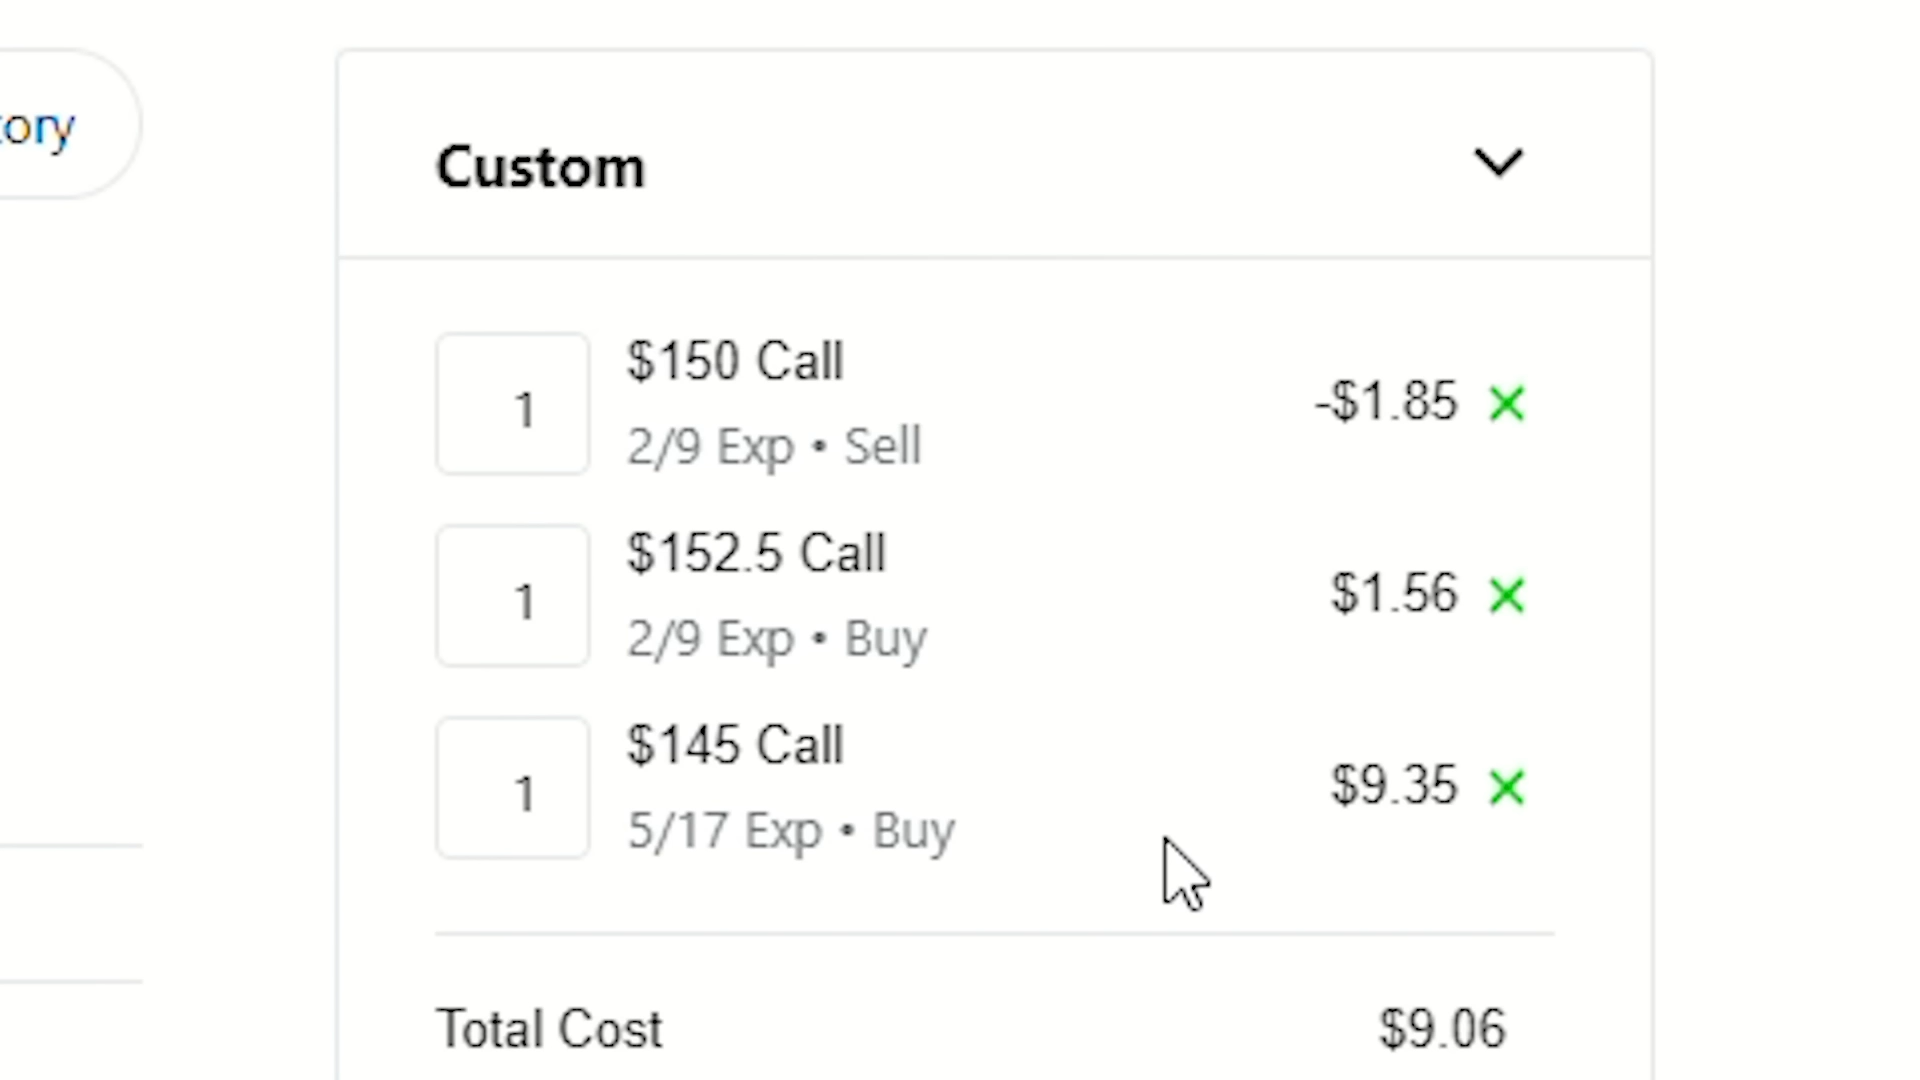 tory
Custom
1
$150 Call
-$1.85
2/9 Exp • Sell
1
$152.5 Call
$1.56
2/9 Exp • Buy
1
$145 Call
$9.35
5/17 Exp • Buy
Total Cost
$9.06